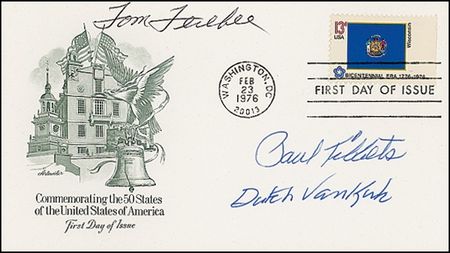 Tom Ferebee
13c
USA
Wisconsin
BICENTENNIAL ERA 1776-1976
WASHINGTON, DC
FEB
23
1976
20013
FIRST DAY OF ISSUE
Artmaster
Commemorating the 50 States
of the United States of America
First Day of Issue
Paul Tibbets
Dutch VanKirk